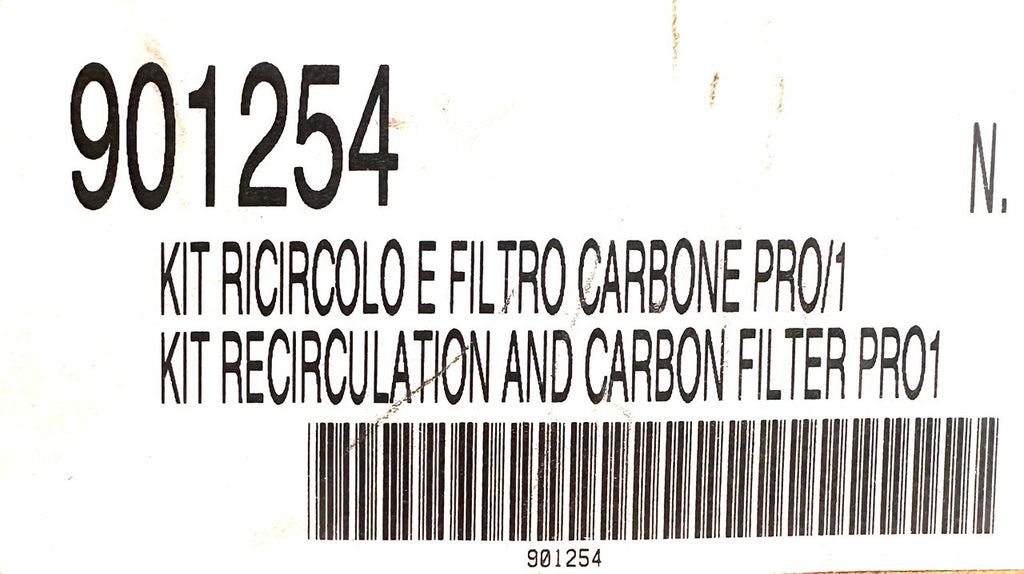 901254
N.
KIT RICIRCOLO E FILTRO CARBONE PRO/1
KIT RECIRCULATION AND CARBON FILTER PRO1
901254